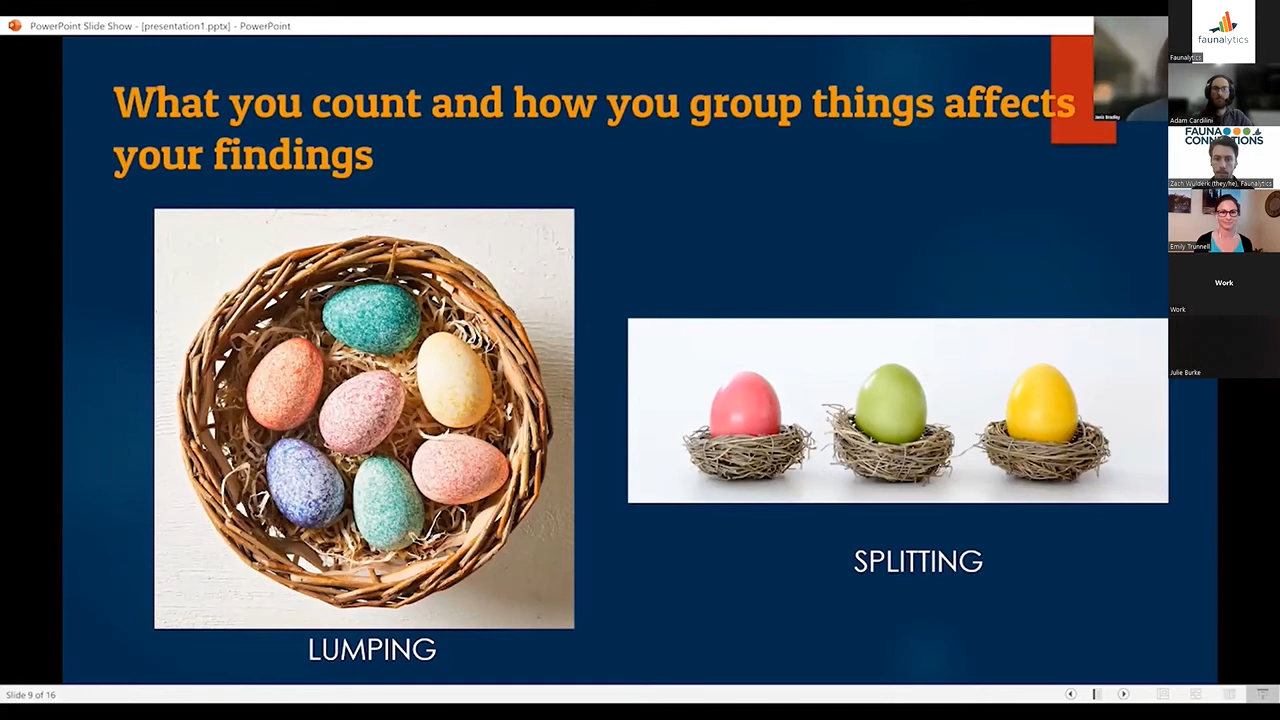 PowerPoint Slide Show - [presentation1.pptx] - PowerPoint
What you count and how you group things affects
your findings
LUMPING
SPLITTING
faunalytics
Faunalytics
Adam Cardilini
FAUNA
CONNECTIONS
Zach Wulderk (they/he), Faunalytics
Emily Trunnell
Work
Work
Julie Burke
Slide 9 of 16